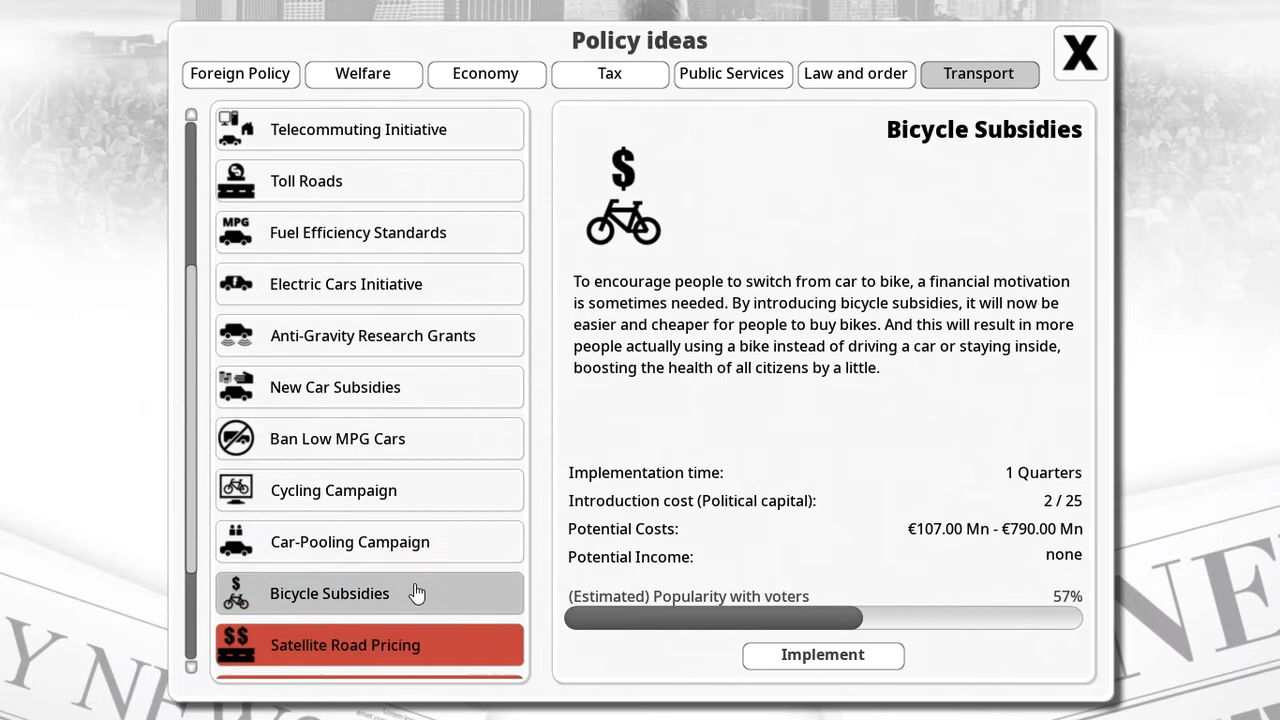 Policy ideas
X
Foreign Policy
Welfare
Economy
Tax
Public Services
Law and order
Transport
Telecommuting Initiative
Toll Roads
MPG
Fuel Efficiency Standards
Electric Cars Initiative
Anti-Gravity Research Grants
New Car Subsidies
Ban Low MPG Cars
Cycling Campaign
Car-Pooling Campaign
$
Bicycle Subsidies
$$
Satellite Road Pricing
Bicycle Subsidies
$
To encourage people to switch from car to bike, a financial motivation
is sometimes needed. By introducing bicycle subsidies, it will now be
easier and cheaper for people to buy bikes. And this will result in more
people actually using a bike instead of driving a car or staying inside,
boosting the health of all citizens by a little.
Implementation time: 1 Quarters
Introduction cost (Political capital): 2 / 25
Potential Costs: €107.00 Mn - €790.00 Mn
Potential Income: none
(Estimated) Popularity with voters 57%
Implement